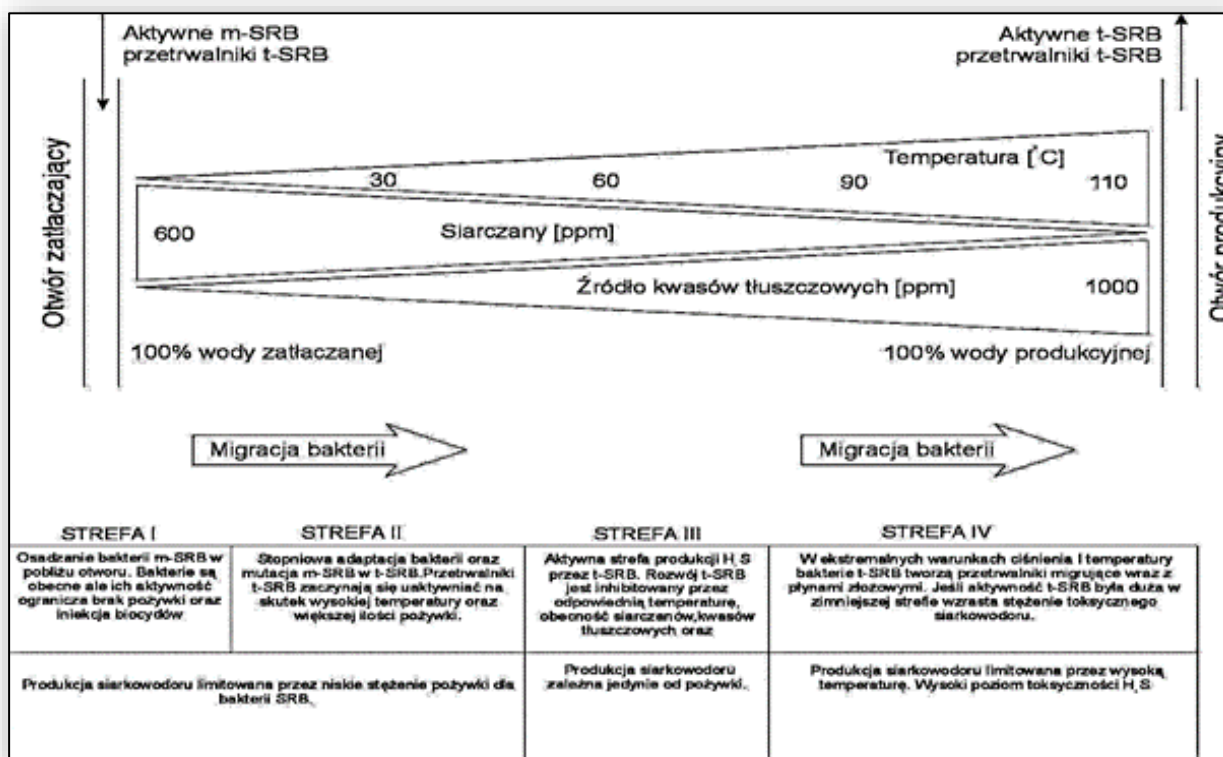 Aktywne m-SRB
przetrwalniki t-SRB
Aktywne t-SRB
przetrwalniki t-SRB
Otwór zatłaczający
Otwór produkcyjny
Temperatura [°C]
30 60 90 110
600 Siarczany [ppm]
Źródło kwasów tłuszczowych [ppm] 1000
100% wody zatłaczanej
100% wody produkcyjnej
Migracja bakterii
Migracja bakterii
STREFA I
Osadzanie bakterii m-SRB w
pobliżu otworu. Bakterie są
obecne ale ich aktywność
ogranicza brak pożywki oraz
iniekcja biocydów
STREFA II
Stopniowa adaptacja bakterii oraz
mutacja m-SRB w t-SRB.Przetrwalniki
t-SRB zaczynają się uaktywniać na
skutek wysokiej temperatury oraz
większej ilości pożywki.
STREFA III
Aktywna strefa produkcji H S
przez t-SRB. Rozwój t-SRB
jest inhibitowany przez
odpowiednią temperaturę,
obecność siarczanów,kwasów
tłuszczowych oraz
STREFA IV
W ekstremalnych warunkach ciśnienia I temperatury
bakterie t-SRB tworzą przetrwalniki migrujące wraz z
płynami złożowymi. Jeśli aktywność t-SRB była duża w
zimniejszej strefie wzrasta stężenie toksycznego
siarkowodoru.
Produkcja siarkowodoru limitowana przez niskie stężenie pożywki dla
bakterii SRB.
Produkcja siarkowodoru
zależna jedynie od pożywki.
Produkcja siarkowodoru limitowana przez wysoką
temperaturę. Wysoki poziom toksyczności H S